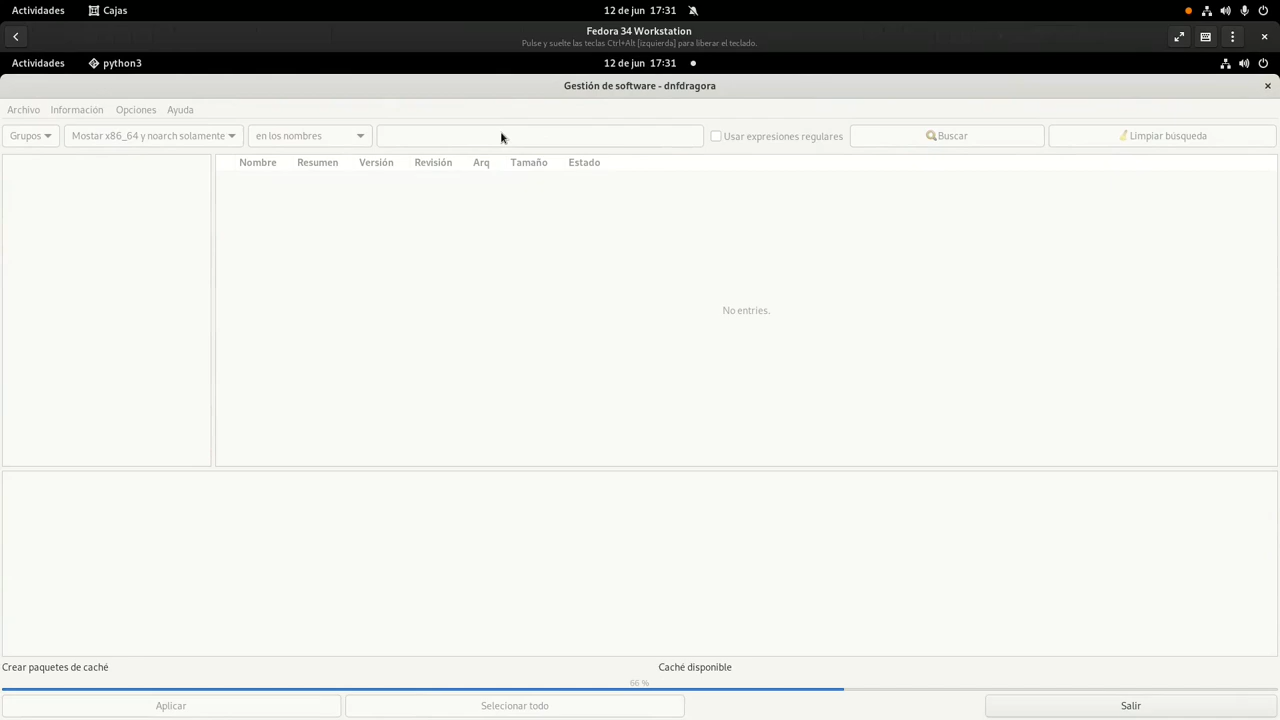 Actividades Cajas 12 de jun 17:31
Fedora 34 Workstation
Pulse y suelte las teclas Ctrl+Alt [izquierda] para liberar el teclado.
Actividades python3 12 de jun 17:31
Gestión de software - dnfdragora
Archivo Información Opciones Ayuda
Grupos Mostar x86_64 y noarch solamente en los nombres Usar expresiones regulares Buscar Limpiar búsqueda
Nombre Resumen Versión Revisión Arq Tamaño Estado
No entries.
Crear paquetes de caché Caché disponible
66 %
Aplicar Selecionar todo Salir